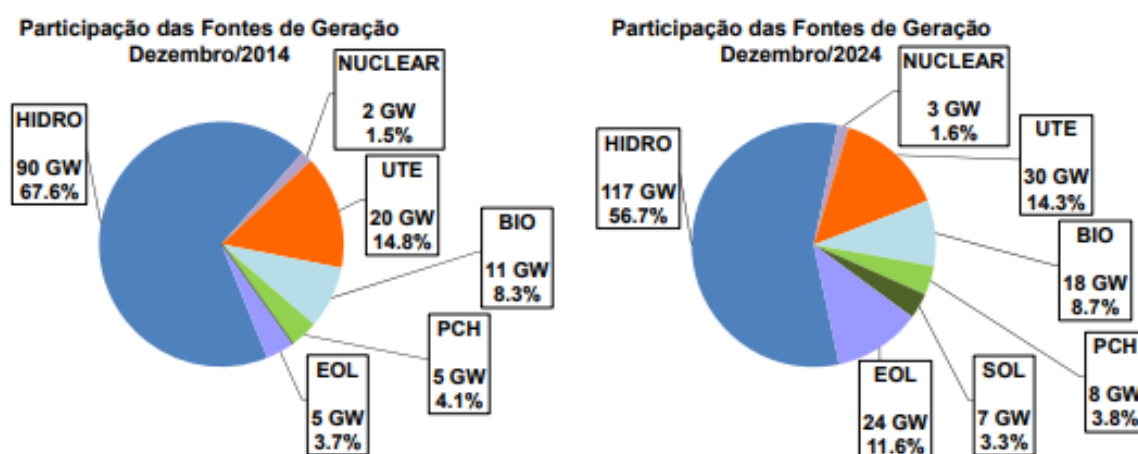 Participação das Fontes de Geração
Dezembro/2014
NUCLEAR
2 GW
1.5%
HIDRO
90 GW
67.6%
UTE
20 GW
14.8%
BIO
11 GW
8.3%
PCH
5 GW
4.1%
EOL
5 GW
3.7%
Participação das Fontes de Geração
Dezembro/2024
NUCLEAR
3 GW
1.6%
HIDRO
117 GW
56.7%
UTE
30 GW
14.3%
BIO
18 GW
8.7%
PCH
8 GW
3.8%
SOL
7 GW
3.3%
EOL
24 GW
11.6%